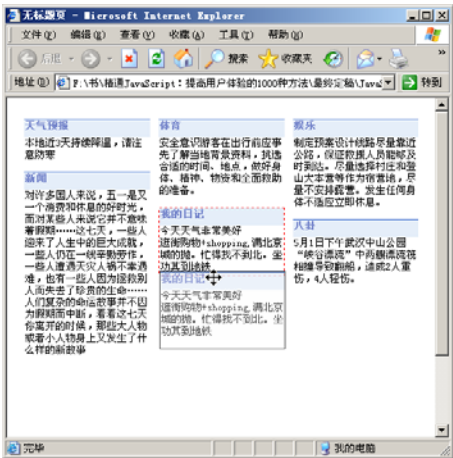 无标题页 - Microsoft Internet Explorer
文件(F) 编辑(E) 查看(V) 收藏(A) 工具(T) 帮助(H)
后退 搜索 收藏夹
地址(D) F:\书\精通JavaScript:提高用户体验的1000种方法\最终定稿\Java 转到
天气预报
本地近3天持续降温,请注
意防寒
新闻
对许多国人来说,五一是又
一个消费和休息的好时光,
而对某些人来说它并不意味
着假期……这七天,一些人
迎来了人生中的巨大成就,
一些人仍在一线辛勤劳作,
一些人遭遇天灾人祸不幸遇
难,也有一些人因为拯救别
人而失去了珍贵的生命……
人们复杂的命运故事并不因
为假期而中断,看看这七天
你离开的时候,那些大人物
或者小人物身上又发生了什
么样的新故事
体育
安全意识游客在出行前应事
先了解当地背景资料,挑选
合适的时间、地点,做好身
体、精神、物资和全面救助
的准备。
我的日记
今天天气非常美好
逛街购物+shopping,满北京
城的跑。忙得找不到北。坐
功其到地铁
我的日记
今天天气非常美好
逛街购物+shopping,满北京
城的跑。忙得找不到北。坐
功其到地铁
娱乐
制定预案设计线路尽量靠近
公路,保证救援人员能够及
时到达。尽量选择村庄和登
山大本营等作为宿营地,尽
量不安排露营。发生任何身
体不适应立即休息。
八卦
5月1日下午武汉中山公园
“峡谷漂流”中两艘漂流筏
相撞导致翻船,造成2人重
伤,4人轻伤。
完毕 我的电脑